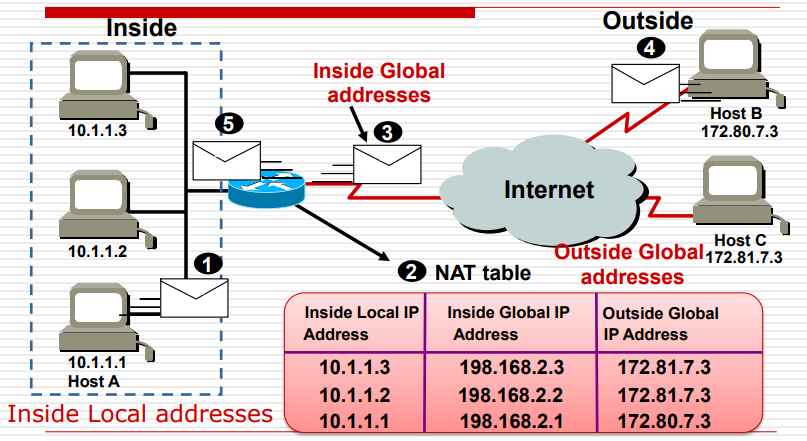 Inside
Outside
10.1.1.3
10.1.1.2
10.1.1.1
Host A
Inside Local addresses
1
5
Inside Global
addresses
3
4
Internet
Host B
172.80.7.3
Host C
172.81.7.3
Outside Global
addresses
2 NAT table
Inside Local IP Address Inside Global IP Address Outside Global IP Address
10.1.1.3 198.168.2.3 172.81.7.3
10.1.1.2 198.168.2.2 172.81.7.3
10.1.1.1 198.168.2.1 172.80.7.3